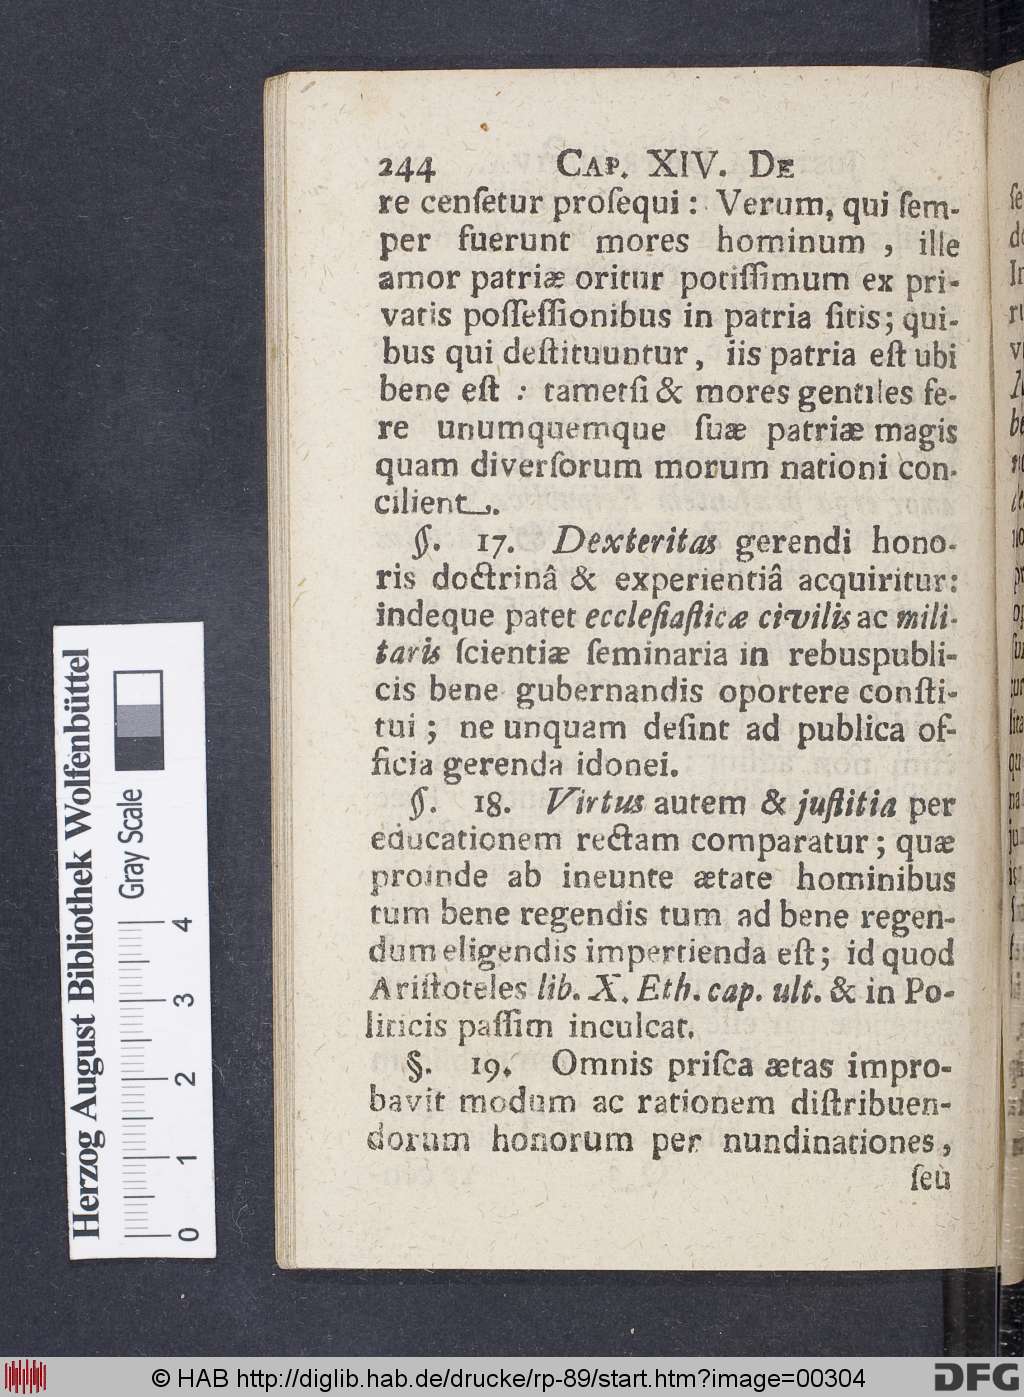 244 CAP. XIV. DE
re cenſetur proſequi : Verum, qui ſem-
per fuerunt mores hominum , ille
amor patriæ oritur potiſſimum ex pri-
vatis poſſeſſionibus in patria ſitis; qui-
bus qui deſtituuntur, iis patria eſt ubi
bene eſt : tametſi & mores gentiles fe-
re unumquemque ſuæ patriæ magis
quam diverſorum morum nationi con-
cilient.
§. 17. Dexteritas gerendi hono-
ris doctrinâ & experientiâ acquiritur:
indeque patet eccleſiaſticæ civilis ac mili-
taris ſcientiæ ſeminaria in rebuspubli-
cis bene gubernandis oportere conſti-
tui ; ne unquam deſint ad publica of-
ficia gerenda idonei.
§. 18. Virtus autem & juſtitia per
educationem rectam comparatur ; quæ
proinde ab ineunte ætate hominibus
tum bene regendis tum ad bene regen-
dum eligendis impertienda eſt; id quod
Ariſtoteles lib. X. Eth. cap. ult. & in Po-
liticis paſſim inculcat.
§. 19. Omnis priſca ætas impro-
bavit modum ac rationem diſtribuen-
dorum honorum per nundinationes,
ſeu
Herzog August Bibliothek Wolfenbüttel
Gray Scale
0 1 2 3 4
© HAB http://diglib.hab.de/drucke/rp-89/start.htm?image=00304
DFG